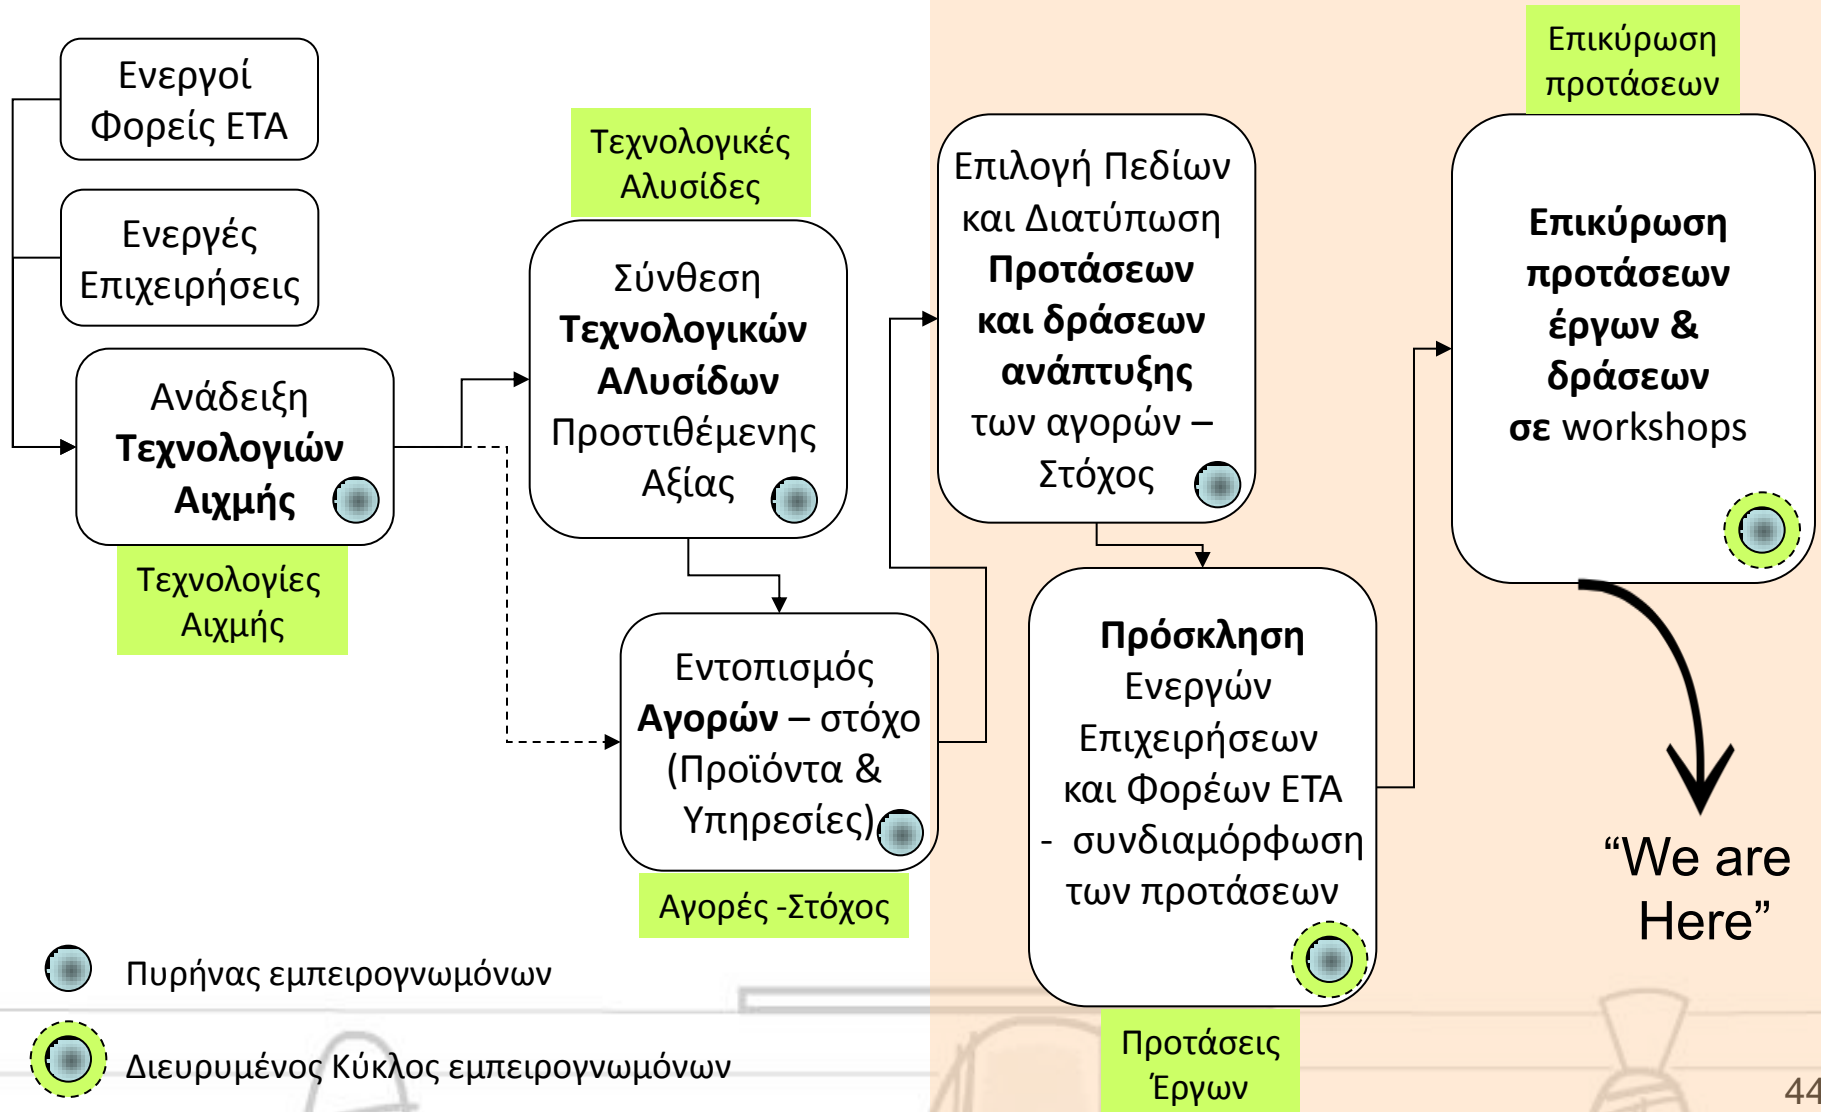 Ενεργοί
Φορείς ΕΤΑ
Ενεργές
Επιχειρήσεις
Ανάδειξη
Τεχνολογιών
Αιχμής
Τεχνολογίες
Αιχμής
Τεχνολογικές
Αλυσίδες
Σύνθεση
Τεχνολογικών
ΑΛυσίδων
Προστιθέμενης
Αξίας
Εντοπισμός
Αγορών – στόχο
(Προϊόντα &
Υπηρεσίες)
Αγορές -Στόχος
Επιλογή Πεδίων
και Διατύπωση
Προτάσεων
και δράσεων
ανάπτυξης
των αγορών –
Στόχος
Πρόσκληση
Ενεργών
Επιχειρήσεων
και Φορέων ΕΤΑ
- συνδιαμόρφωση
των προτάσεων
Προτάσεις
Έργων
Επικύρωση
προτάσεων
Επικύρωση
προτάσεων
έργων &
δράσεων
σε workshops
“We are
Here”
Πυρήνας εμπειρογνωμόνων
Διευρυμένος Κύκλος εμπειρογνωμόνων
44